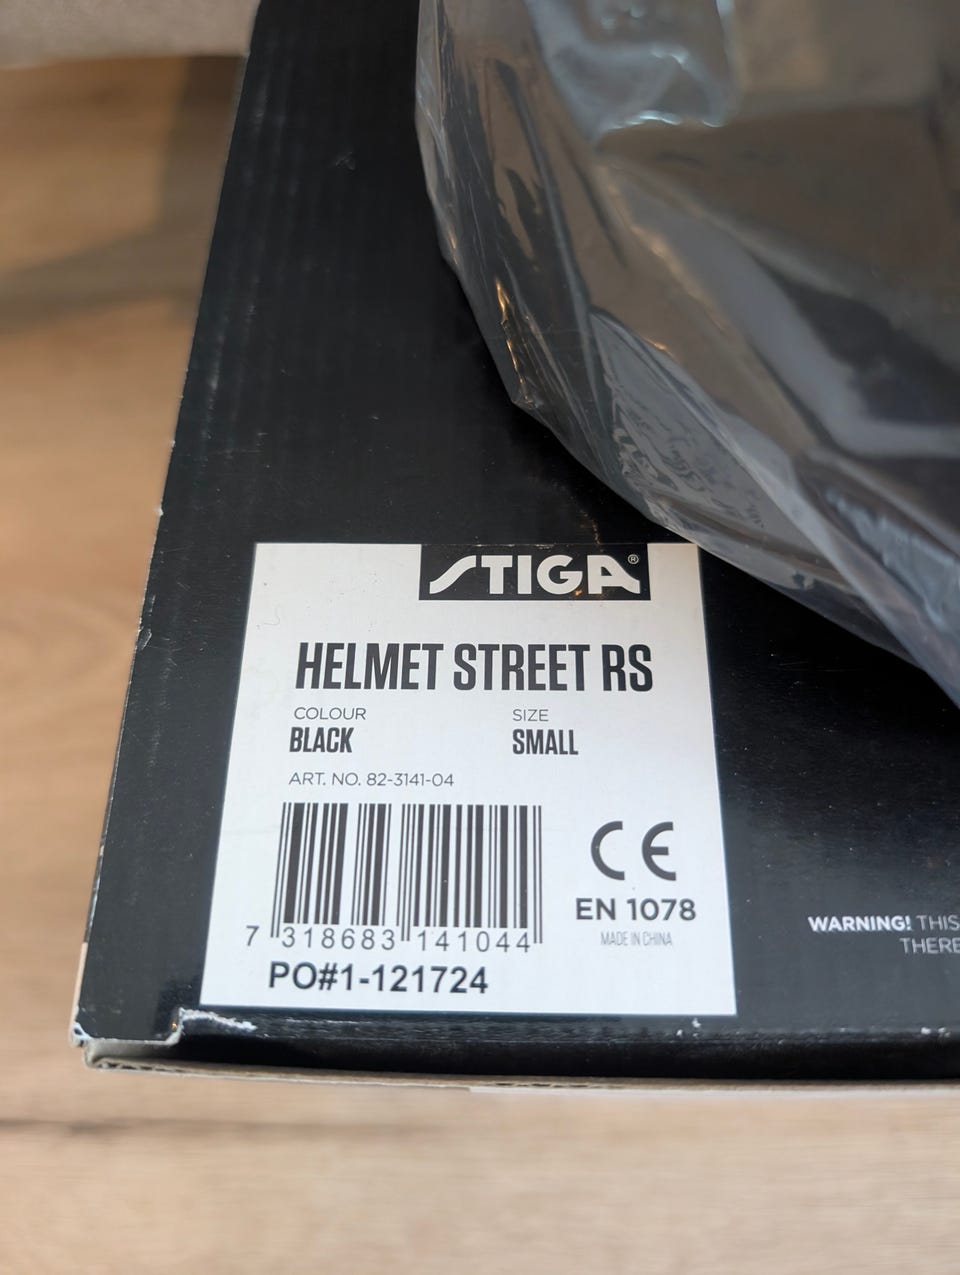 STIGA®
HELMET STREET RS
COLOUR
BLACK
SIZE
SMALL
ART. NO. 82-3141-04
CE
EN 1078
MADE IN CHINA
7 318683 141044
PO#1-121724
WARNING! THIS
THERE